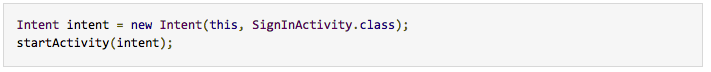 Intent intent = new Intent(this, SignInActivity.class);
startActivity(intent);